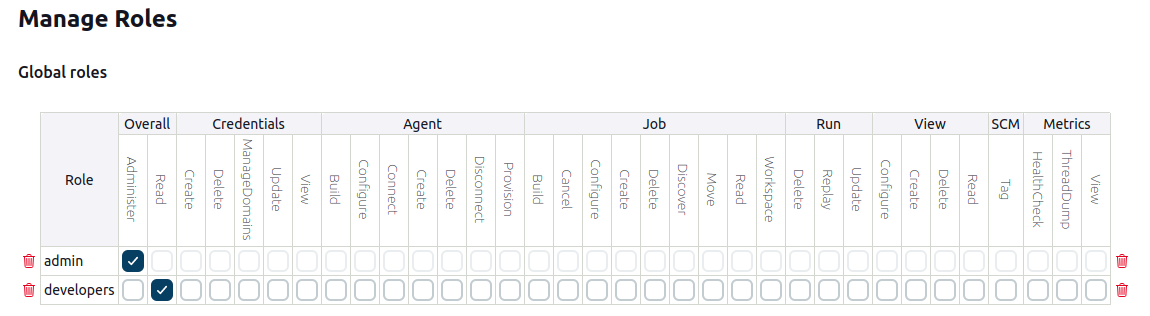 Manage Roles
Global roles
Role
Overall Credentials Agent Job Run View SCM Metrics
Administer Read Create Delete ManageDomains Update View Build Configure Connect Create Delete Disconnect Provision Build Cancel Configure Create Delete Discover Move Read Workspace Delete Replay Update Configure Create Delete Read Tag HealthCheck ThreadDump View
admin
developers